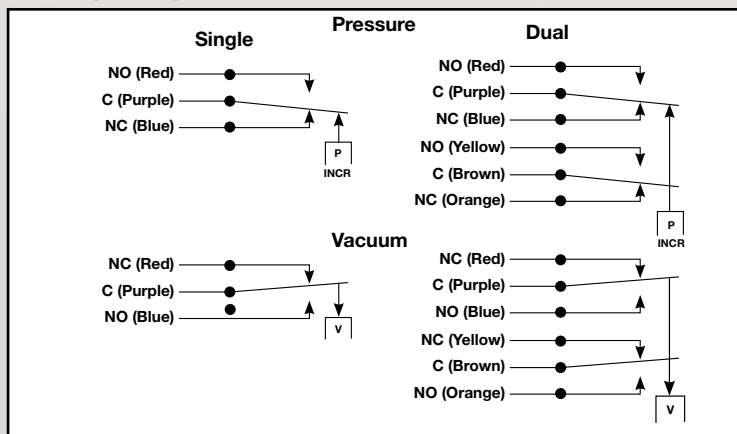 Pressure
Single
Dual
NO (Red)
C (Purple)
NC (Blue)
P
INCR
NO (Red)
C (Purple)
NC (Blue)
NO (Yellow)
C (Brown)
NC (Orange)
P
INCR
Vacuum
NC (Red)
C (Purple)
NO (Blue)
V
NC (Red)
C (Purple)
NO (Blue)
NC (Yellow)
C (Brown)
NO (Orange)
V